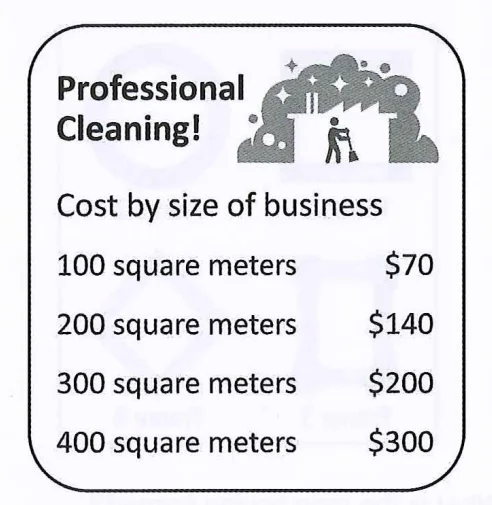 Professional
Cleaning!
Cost by size of business
100 square meters $70
200 square meters $140
300 square meters $200
400 square meters $300